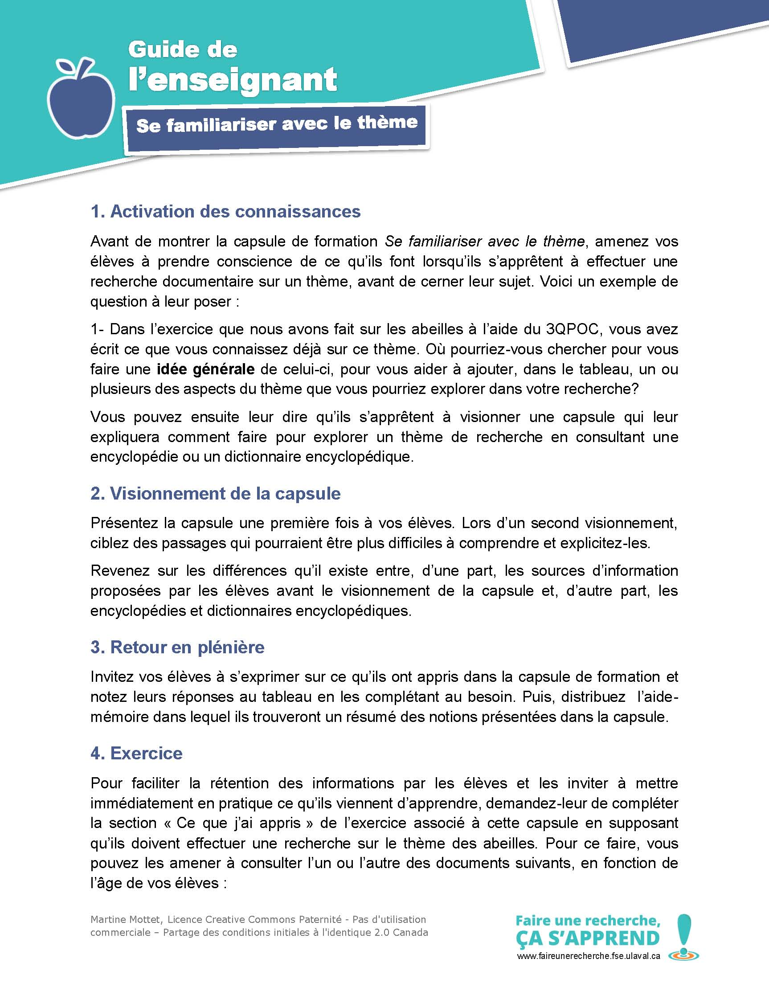 Guide de
l’enseignant
Se familiariser avec le thème
1. Activation des connaissances
Avant de montrer la capsule de formation Se familiariser avec le thème, amenez vos
élèves à prendre conscience de ce qu’ils font lorsqu’ils s’apprêtent à effectuer une
recherche documentaire sur un thème, avant de cerner leur sujet. Voici un exemple de
question à leur poser :
1- Dans l’exercice que nous avons fait sur les abeilles à l’aide du 3QPOC, vous avez
écrit ce que vous connaissez déjà sur ce thème. Où pourriez-vous chercher pour vous
faire une idée générale de celui-ci, pour vous aider à ajouter, dans le tableau, un ou
plusieurs des aspects du thème que vous pourriez explorer dans votre recherche?
Vous pouvez ensuite leur dire qu’ils s’apprêtent à visionner une capsule qui leur
expliquera comment faire pour explorer un thème de recherche en consultant une
encyclopédie ou un dictionnaire encyclopédique.
2. Visionnement de la capsule
Présentez la capsule une première fois à vos élèves. Lors d’un second visionnement,
ciblez des passages qui pourraient être plus difficiles à comprendre et explicitez-les.
Revenez sur les différences qu’il existe entre, d’une part, les sources d’information
proposées par les élèves avant le visionnement de la capsule et, d’autre part, les
encyclopédies et dictionnaires encyclopédiques.
3. Retour en plénière
Invitez vos élèves à s’exprimer sur ce qu’ils ont appris dans la capsule de formation et
notez leurs réponses au tableau en les complétant au besoin. Puis, distribuez l’aide-
mémoire dans lequel ils trouveront un résumé des notions présentées dans la capsule.
4. Exercice
Pour faciliter la rétention des informations par les élèves et les inviter à mettre
immédiatement en pratique ce qu’ils viennent d’apprendre, demandez-leur de compléter
la section « Ce que j’ai appris » de l’exercice associé à cette capsule en supposant
qu’ils doivent effectuer une recherche sur le thème des abeilles. Pour ce faire, vous
pouvez les amener à consulter l’un ou l’autre des documents suivants, en fonction de
l’âge de vos élèves :
Martine Mottet, Licence Creative Commons Paternité - Pas d'utilisation
commerciale – Partage des conditions initiales à l'identique 2.0 Canada
Faire une recherche,
ÇA S’APPREND
www.faireunerecherche.fse.ulaval.ca